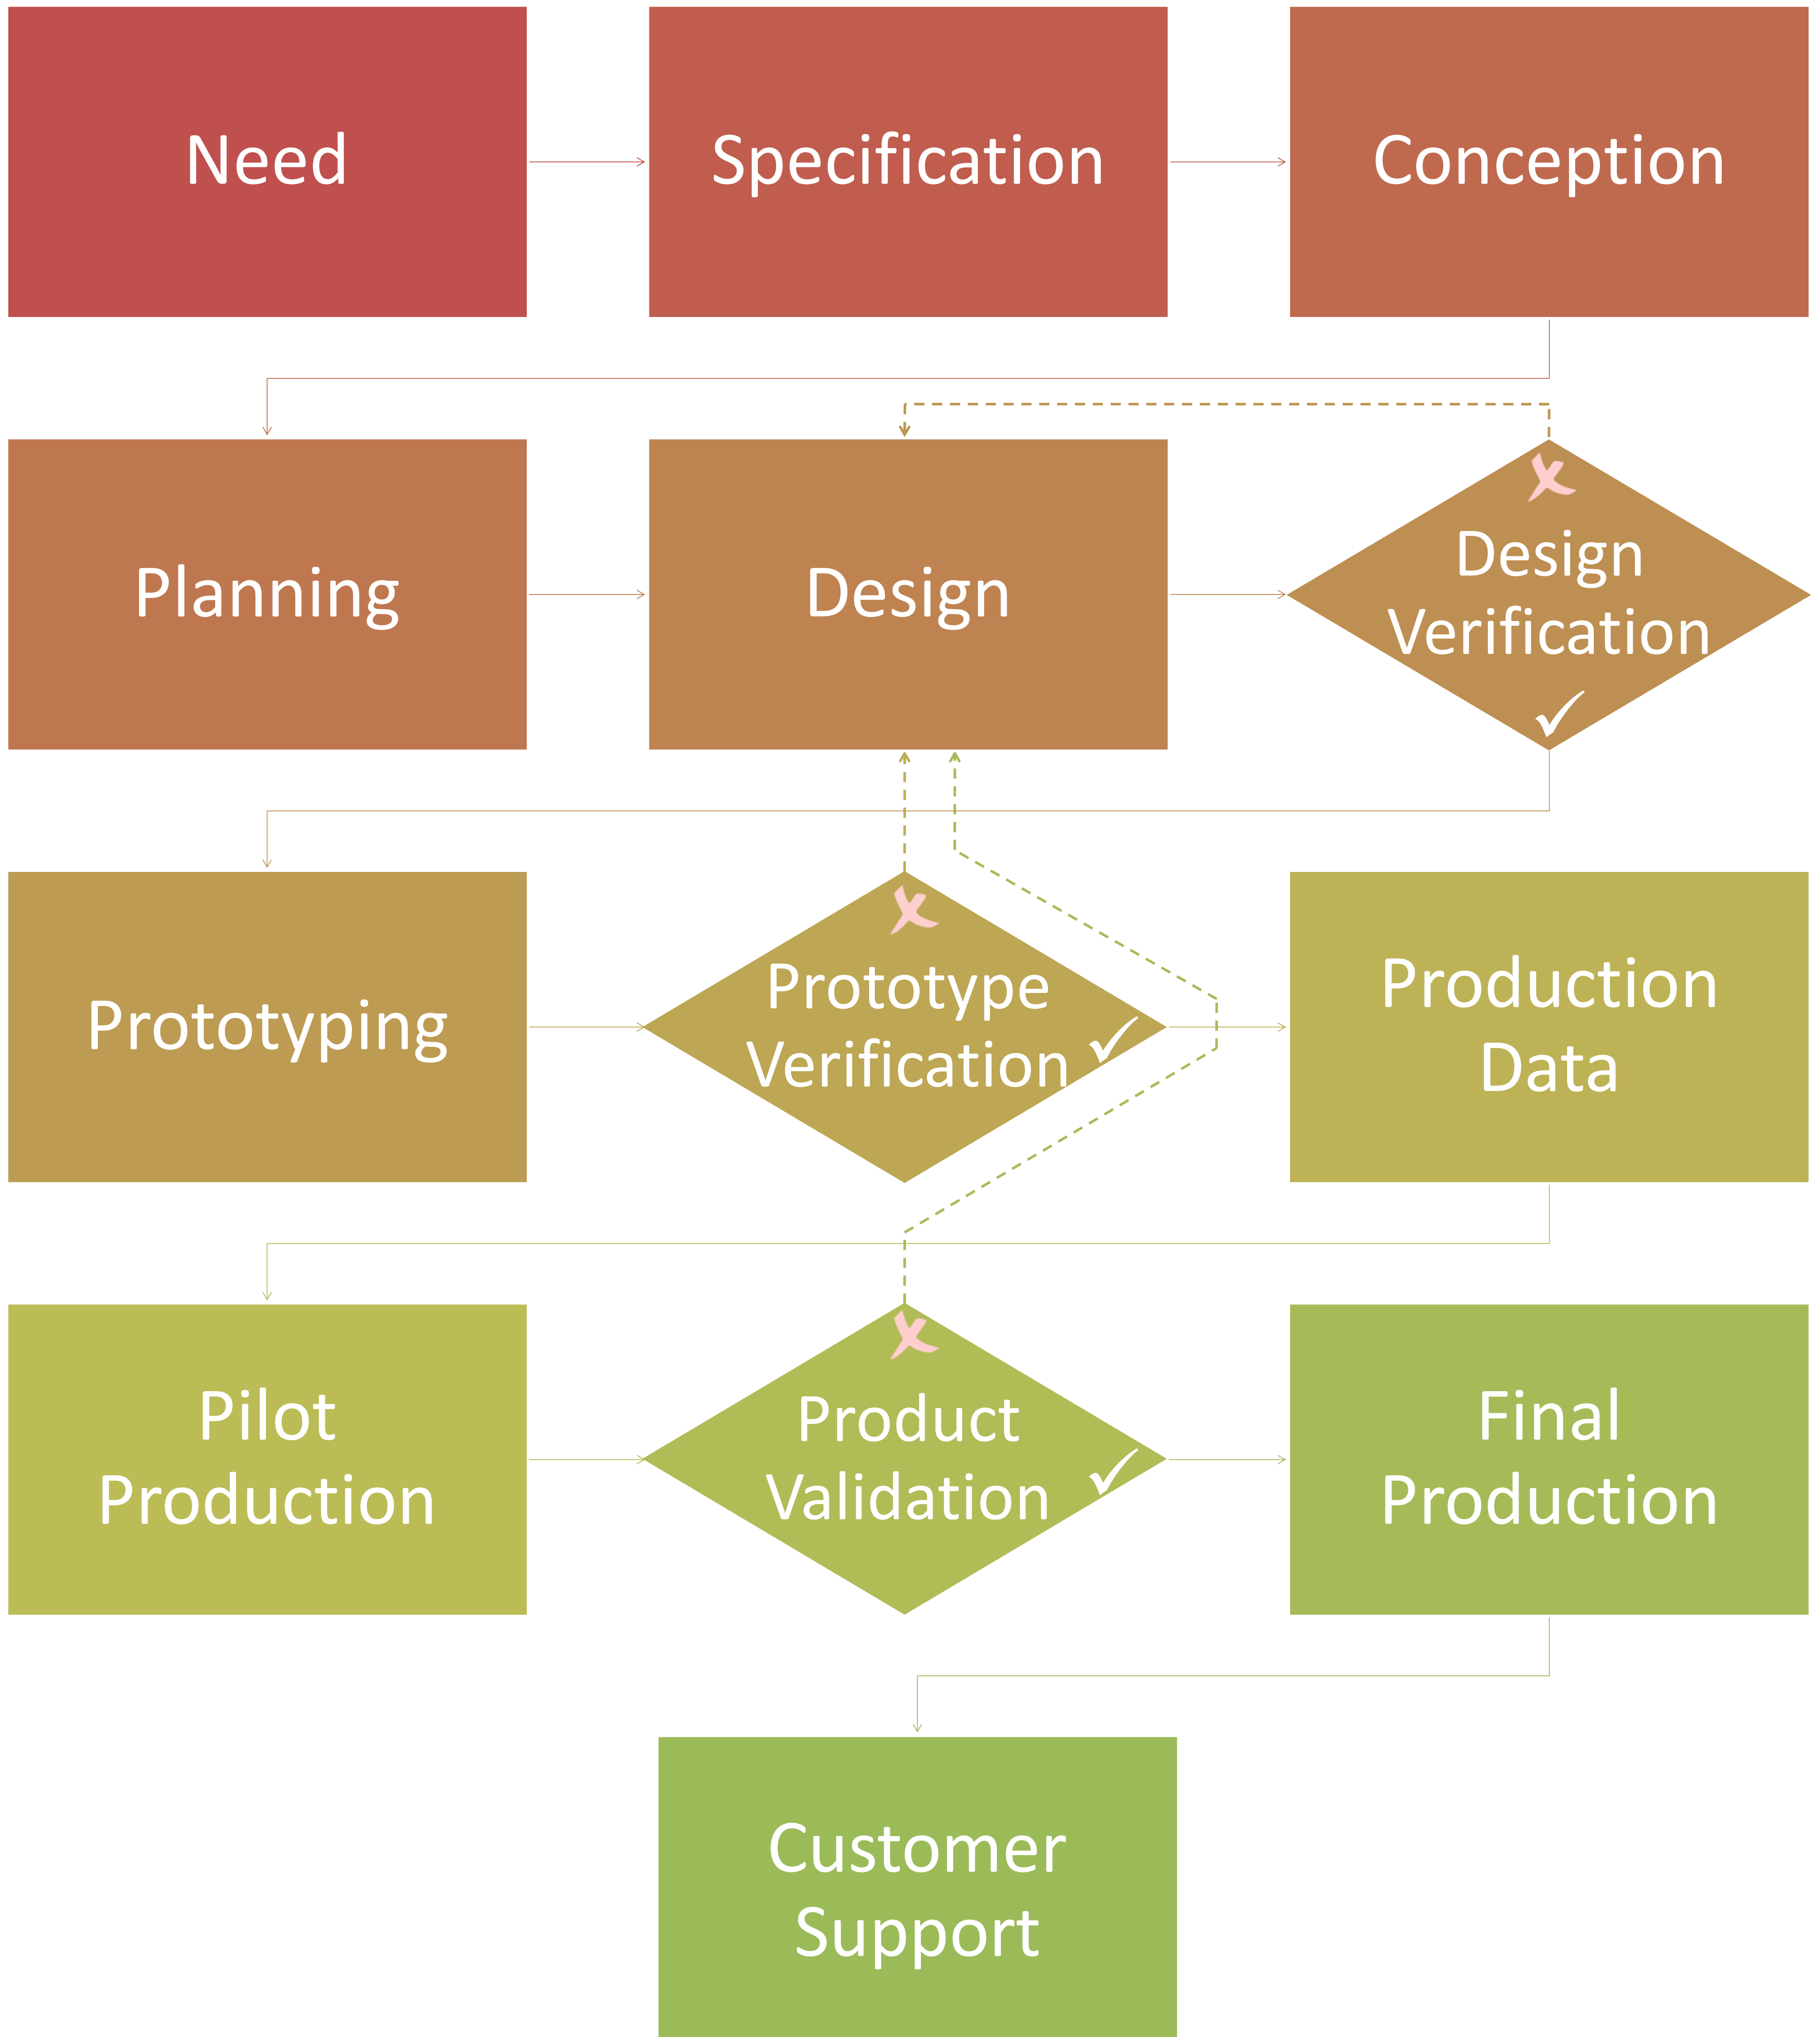 Need
Specification
Conception
Planning
Design
Design
Verification
Prototyping
Prototype
Verification
Production
Data
Pilot
Production
Product
Validation
Final
Production
Customer
Support